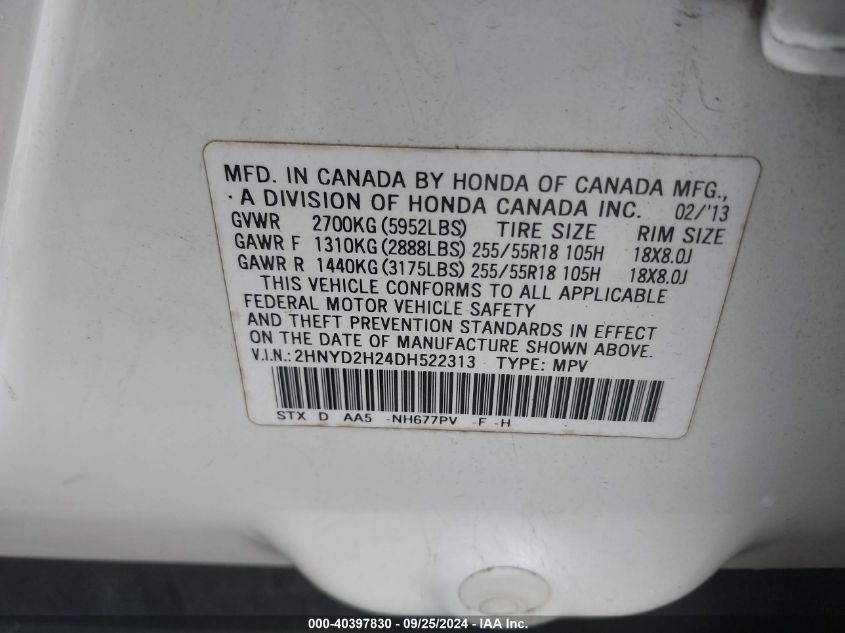 MFD. IN CANADA BY HONDA OF CANADA MFG.,
· A DIVISION OF HONDA CANADA INC. 02/'13
GVWR 2700KG (5952LBS) TIRE SIZE RIM SIZE
GAWR F 1310KG (2888LBS) 255/55R18 105H 18X8.0J
GAWR R 1440KG (3175LBS) 255/55R18 105H 18X8.0J
THIS VEHICLE CONFORMS TO ALL APPLICABLE
FEDERAL MOTOR VEHICLE SAFETY
AND THEFT PREVENTION STANDARDS IN EFFECT
ON THE DATE OF MANUFACTURE SHOWN ABOVE.
V.I.N.: 2HNYD2H24DH522313 TYPE: MPV
STX D AA5 -NH677PV -F -H
000-40397830 - 09/25/2024 - IAA Inc.